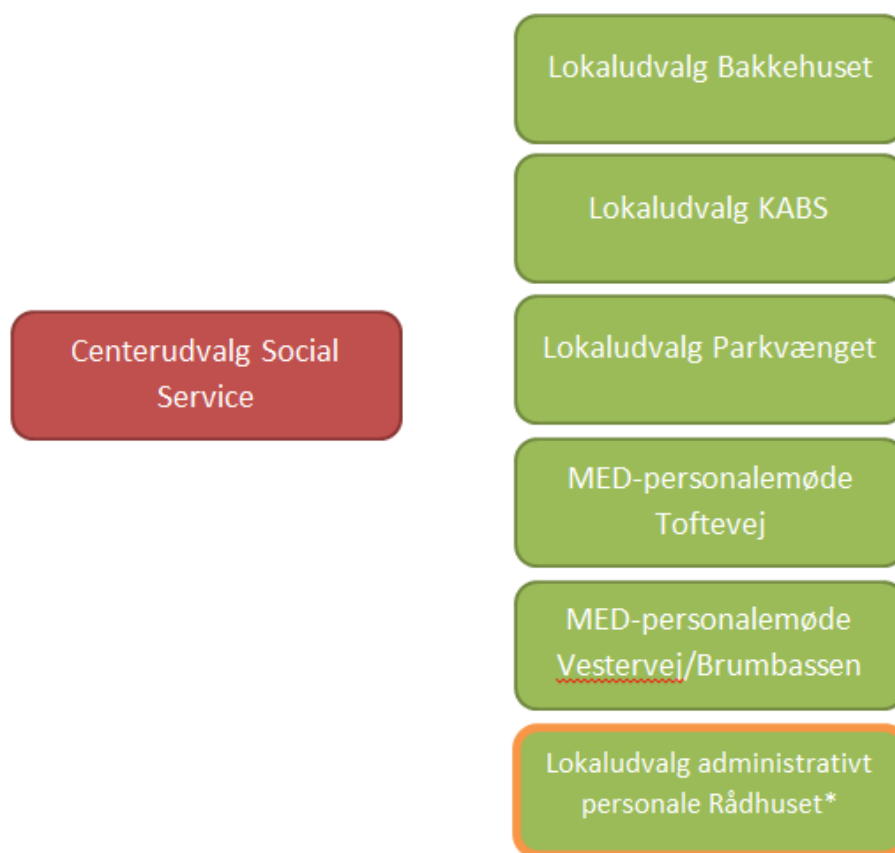 Lokaludvalg Bakkehuset
Lokaludvalg KABS
Centerudvalg Social
Service
Lokaludvalg Parkvænget
MED-personalemøde
Toftevej
MED-personalemøde
Vestervej/Brumbassen
Lokaludvalg administrativt
personale Rådhuset*